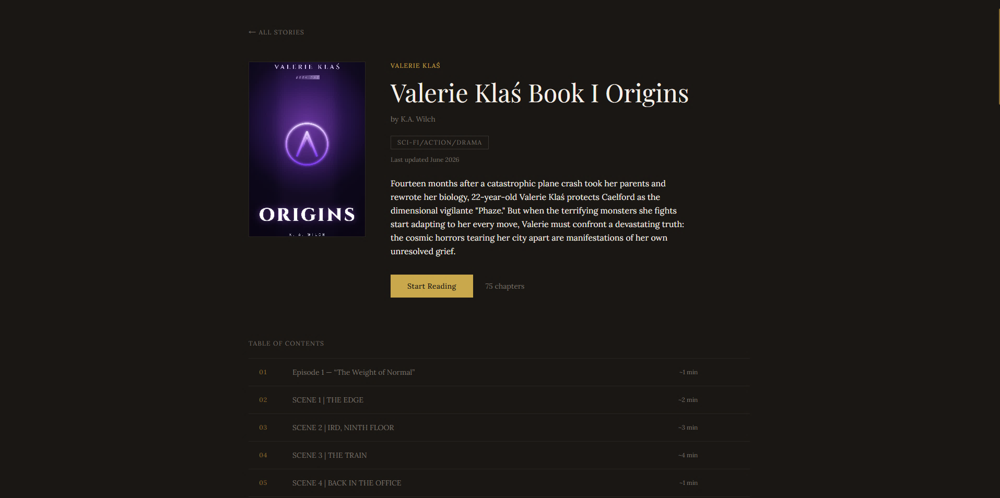 ← ALL STORIES
VALERIE KLAŚ
BOOK ONE
ORIGINS
K. A. WILCH
VALERIE KLAŚ
Valerie Klaś Book I Origins
by K.A. Wilch
SCI-FI/ACTION/DRAMA
Last updated June 2026
Fourteen months after a catastrophic plane crash took her parents and
rewrote her biology, 22-year-old Valerie Klaś protects Caelford as the
dimensional vigilante "Phaze." But when the terrifying monsters she fights
start adapting to her every move, Valerie must confront a devastating truth:
the cosmic horrors tearing her city apart are manifestations of her own
unresolved grief.
Start Reading
75 chapters
TABLE OF CONTENTS
01 Episode 1 — “The Weight of Normal” ~1 min
02 SCENE 1 | THE EDGE ~2 min
03 SCENE 2 | IRD, NINTH FLOOR ~3 min
04 SCENE 3 | THE TRAIN ~4 min
05 SCENE 4 | BACK IN THE OFFICE ~1 min